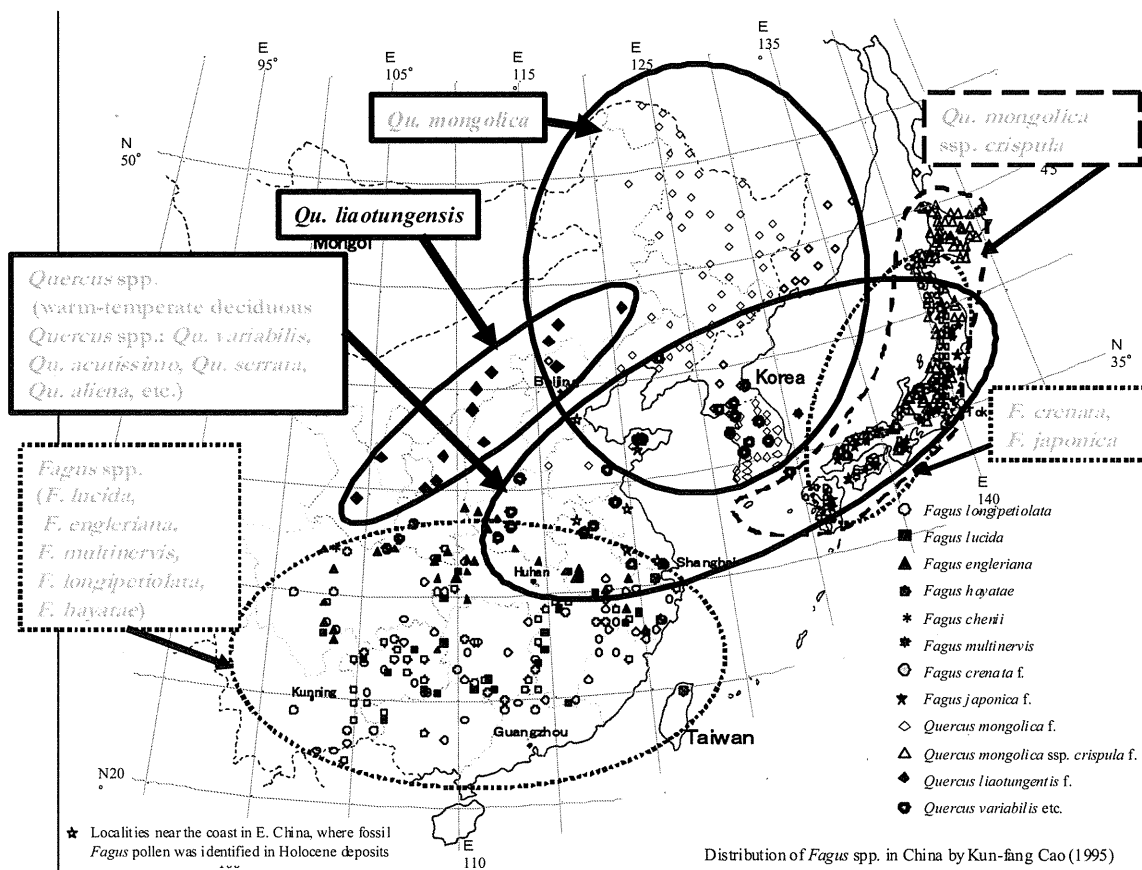 E
95°
E
105°
E
115°
E
125°
E
135°
N
50°
45
N
35°
E
140°
N20
°
E
110
Qu. mongolica
Qu. mongolica
ssp. crispula
Qu. liaotungensis
Mongol
Quercus spp.
(warm-temperate deciduous
Quercus spp.: Qu. variabilis,
Qu. acutissimo, Qu. serrata,
Qu. aliena, etc.)
Beijing
Korea
Tok
F. crenata,
F. japonica
Fagus spp.
(F. lucida,
F. engleriana,
F. multinervis,
F. longipetiolata,
F. hayatae)
Huhan
Shanghai
Kunning
Guangzhou
Taiwan
Fagus longipetiolata
Fagus lucida
Fagus engleriana
Fagus hayatae
Fagus chenii
Fagus multinervis
Fagus crenata f.
Fagus japonica f.
Quercus mongolica f.
Quercus mongolica ssp. crispula f.
Quercus liaotungentis f.
Quercus variabilis etc.
Localities near the coast in E. China, where fossil
Fagus pollen was identified in Holocene deposits
Distribution of Fagus spp. in China by Kun-fang Cao (1995)